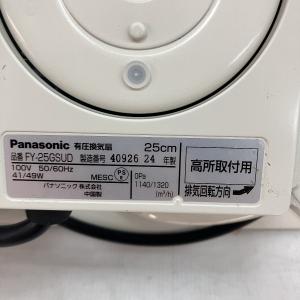 Panasonic 有圧換気扇 25cm
品番 FY-25GSUD 製造番号 40926 24 年製
100V 50/60Hz
41/49W MESC PS E 0Pa
1140/1320
(m³/h)
パナソニック株式会社
中国製
高所取付用
排気回転方向